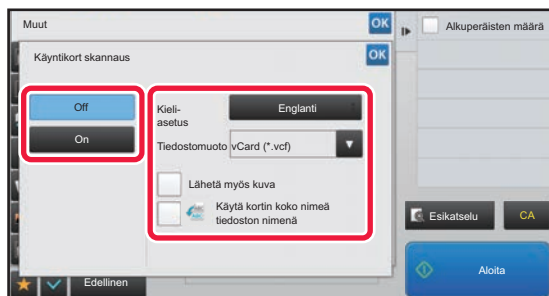 Muut
OK
Alkuperäisten määrä
Käyntikort skannaus
OK
Off
On
Kieli-
asetus
Englanti
Tiedostomuoto
vCard (*.vcf)
Lähetä myös kuva
Käytä kortin koko nimeä
tiedoston nimenä
Esikatselu
CA
Edellinen
Aloita